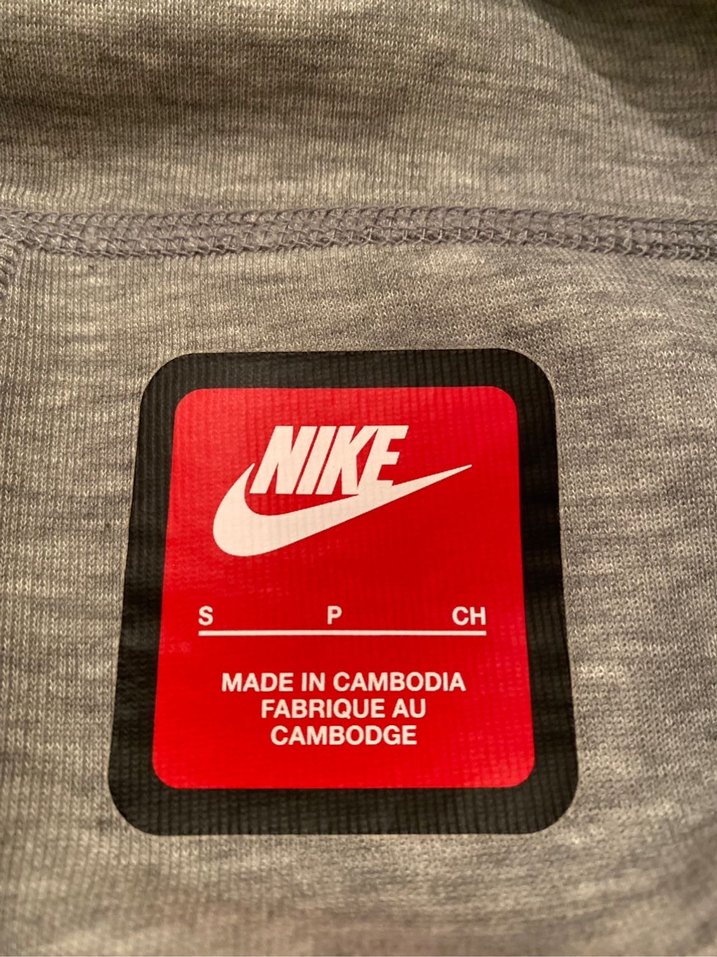 NIKE
S P CH
MADE IN CAMBODIA
FABRIQUE AU
CAMBODGE